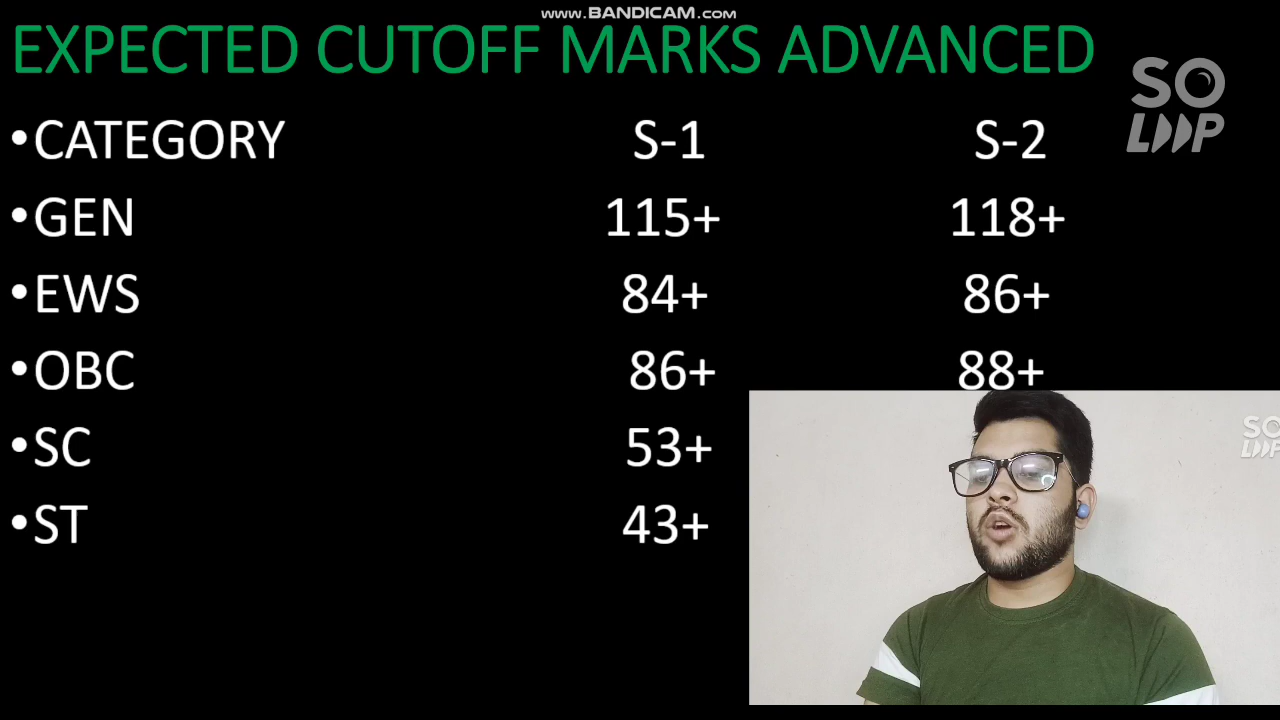 www.BANDICAM.com
EXPECTED CUTOFF MARKS ADVANCED
SO
LOOP
•CATEGORY S-1 S-2
•GEN 115+ 118+
•EWS 84+ 86+
•OBC 86+ 88+
•SC 53+
•ST 43+